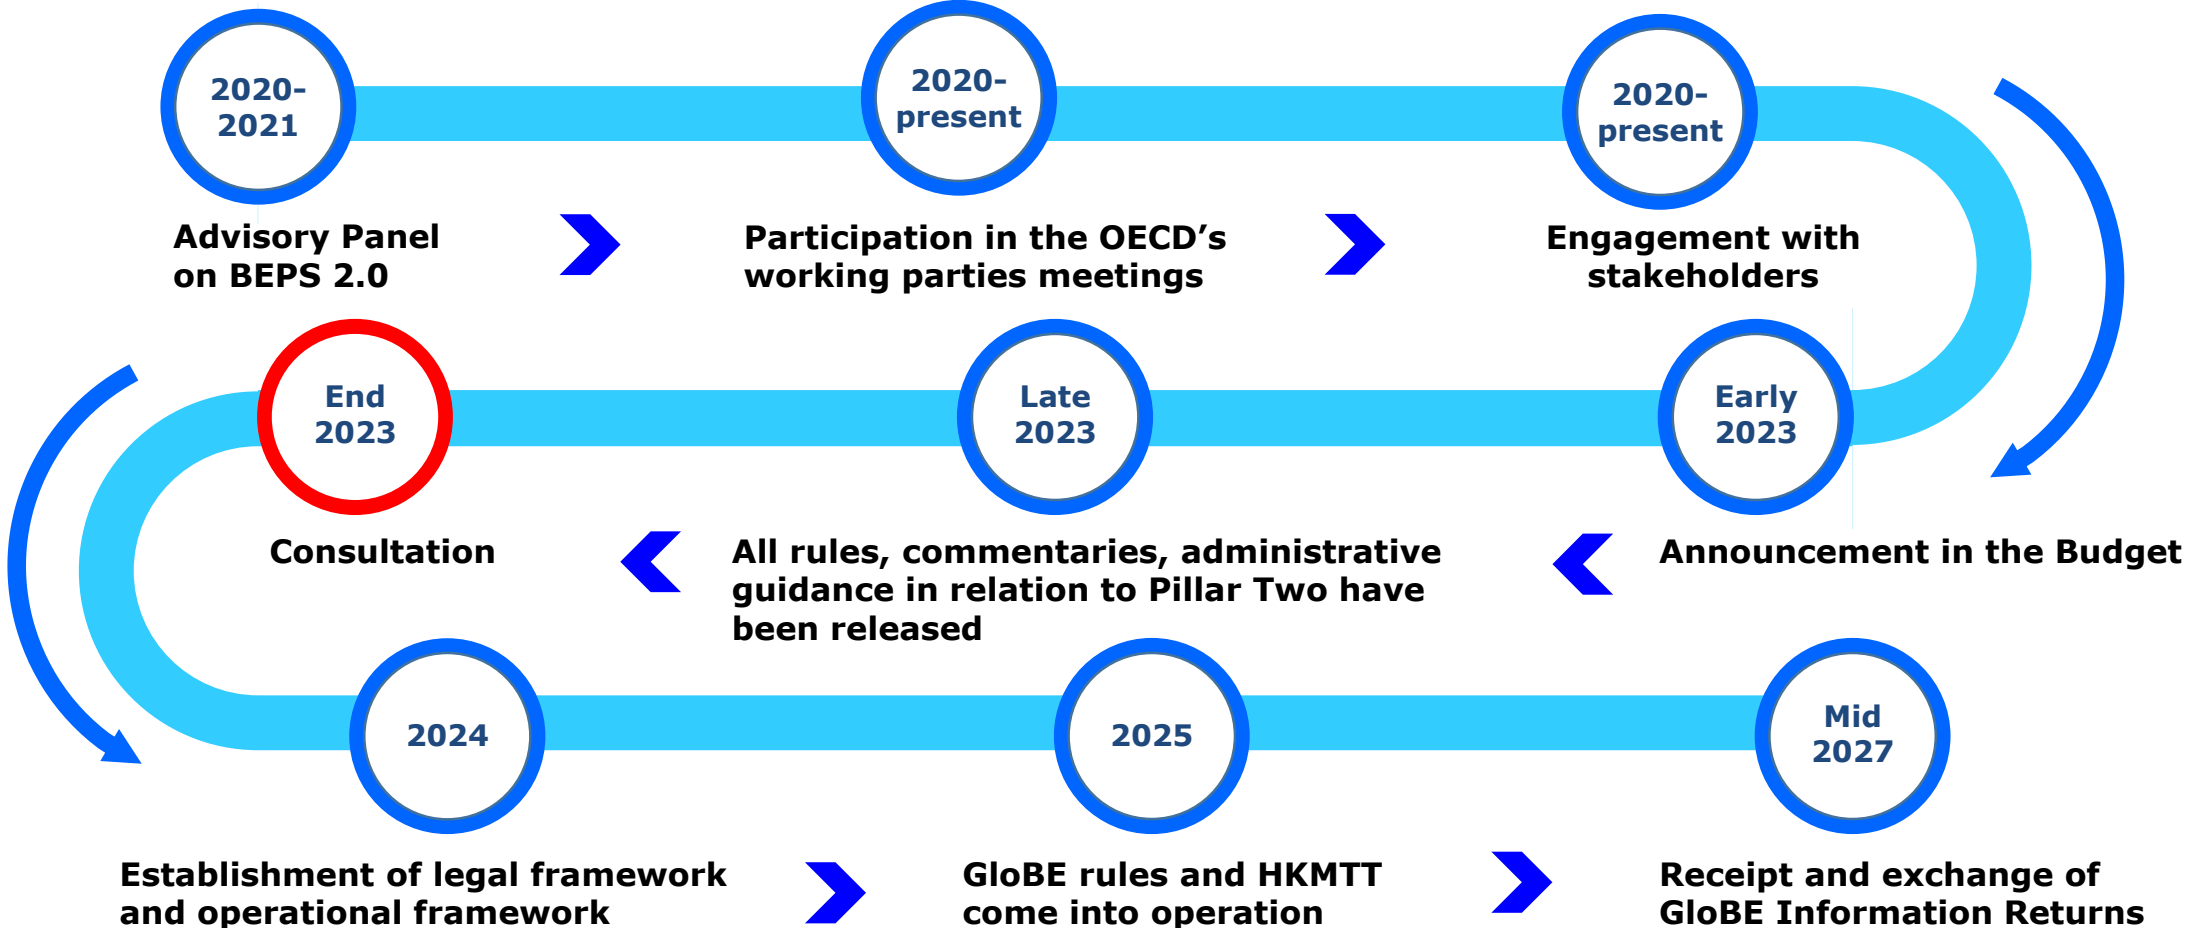 2020-
2021
Advisory Panel
on BEPS 2.0
2020-
present
Participation in the OECD’s
working parties meetings
2020-
present
Engagement with
stakeholders
Early
2023
Announcement in the Budget
Late
2023
All rules, commentaries, administrative
guidance in relation to Pillar Two have
been released
End
2023
Consultation
2024
Establishment of legal framework
and operational framework
2025
GloBE rules and HKMTT
come into operation
Mid
2027
Receipt and exchange of
GloBE Information Returns